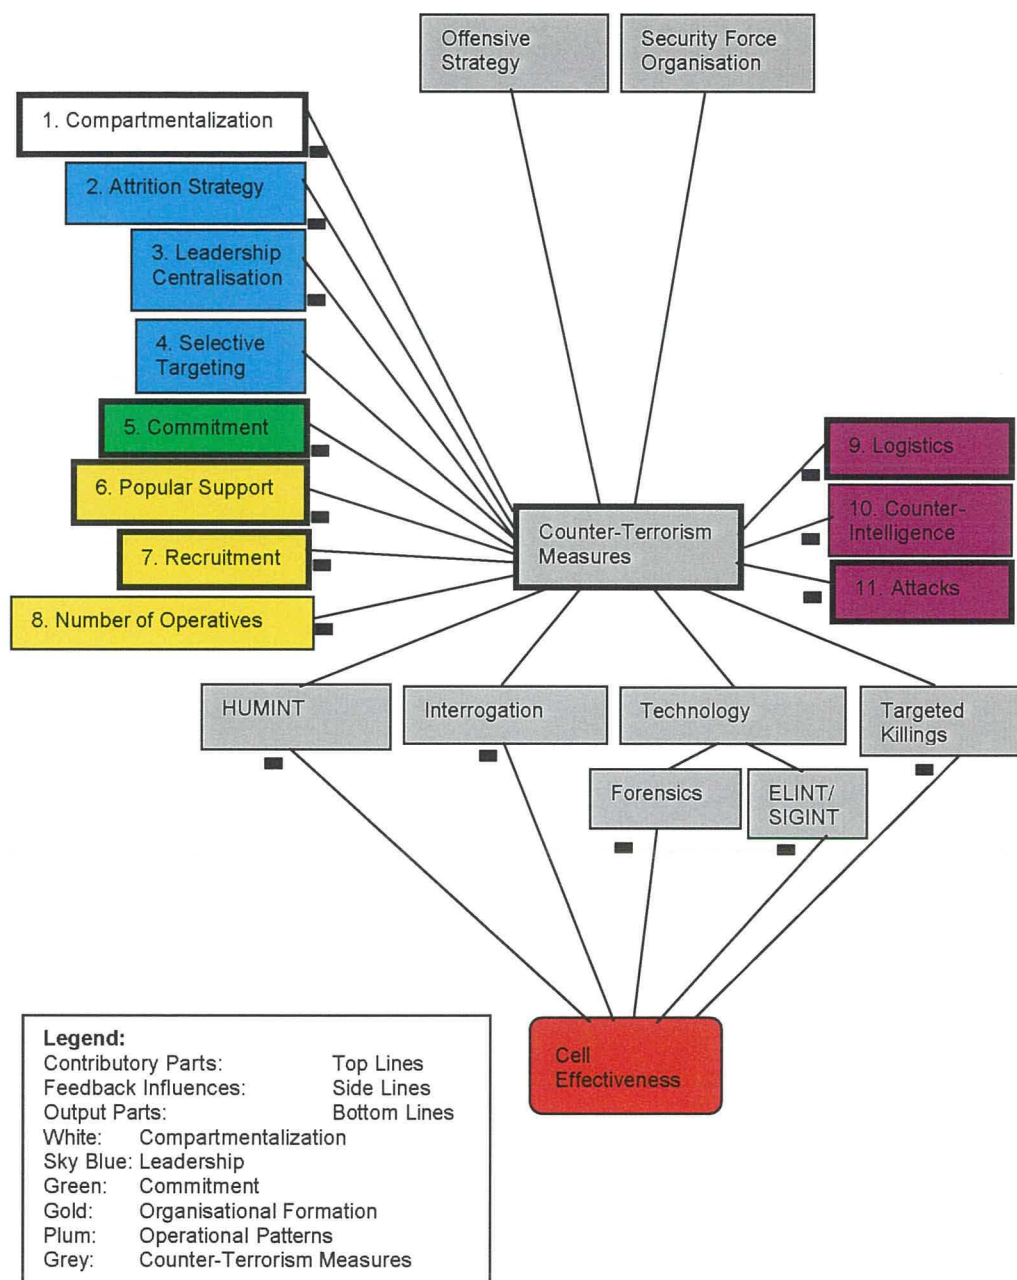 Offensive
Strategy
Security Force
Organisation
1. Compartmentalization
2. Attrition Strategy
3. Leadership
Centralisation
4. Selective
Targeting
5. Commitment
6. Popular Support
7. Recruitment
8. Number of Operatives
Counter-Terrorism
Measures
9. Logistics
10. Counter-
Intelligence
11. Attacks
HUMINT
Interrogation
Technology
Targeted
Killings
Forensics
ELINT/
SIGINT
Cell
Effectiveness
Legend:
Contributory Parts: Top Lines
Feedback Influences: Side Lines
Output Parts: Bottom Lines
White: Compartmentalization
Sky Blue: Leadership
Green: Commitment
Gold: Organisational Formation
Plum: Operational Patterns
Grey: Counter-Terrorism Measures